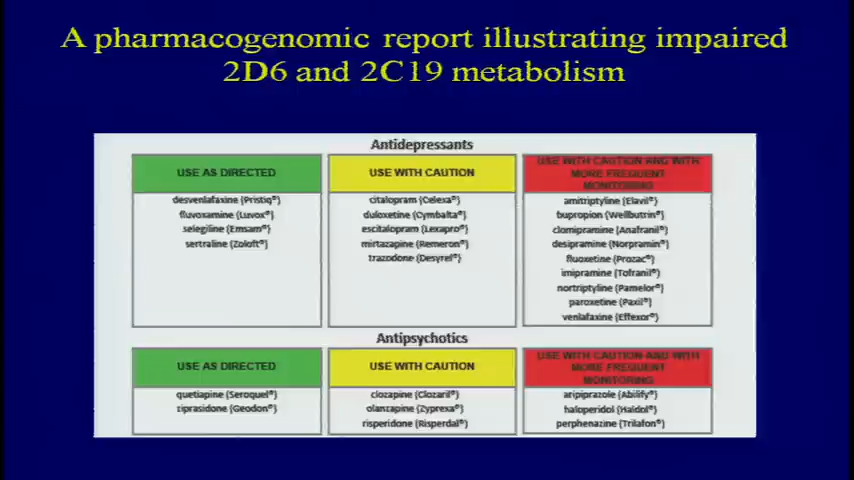 A pharmacogenomic report illustrating impaired
2D6 and 2C19 metabolism
Antidepressants
USE AS DIRECTED
desvenlafaxine (Pristiq®)
fluvoxamine (Luvox®)
selegiline (Emsam®)
sertraline (Zoloft®)
USE WITH CAUTION
citalopram (Celexa®)
duloxetine (Cymbalta®)
escitalopram (Lexapro®)
mirtazapine (Remeron®)
trazodone (Desyrel®)
USE WITH CAUTION AND WITH
MORE FREQUENT
MONITORING
amitriptyline (Elavil®)
bupropion (Wellbutrin®)
clomipramine (Anafranil®)
desipramine (Norpramin®)
fluoxetine (Prozac®)
imipramine (Tofranil®)
nortriptyline (Pamelor®)
paroxetine (Paxil®)
venlafaxine (Effexor®)
Antipsychotics
USE AS DIRECTED
quetiapine (Seroquel®)
ziprasidone (Geodon®)
USE WITH CAUTION
clozapine (Clozaril®)
olanzapine (Zyprexa®)
risperidone (Risperdal®)
USE WITH CAUTION AND WITH
MORE FREQUENT
MONITORING
aripiprazole (Abilify®)
haloperidol (Haldol®)
perphenazine (Trilafon®)